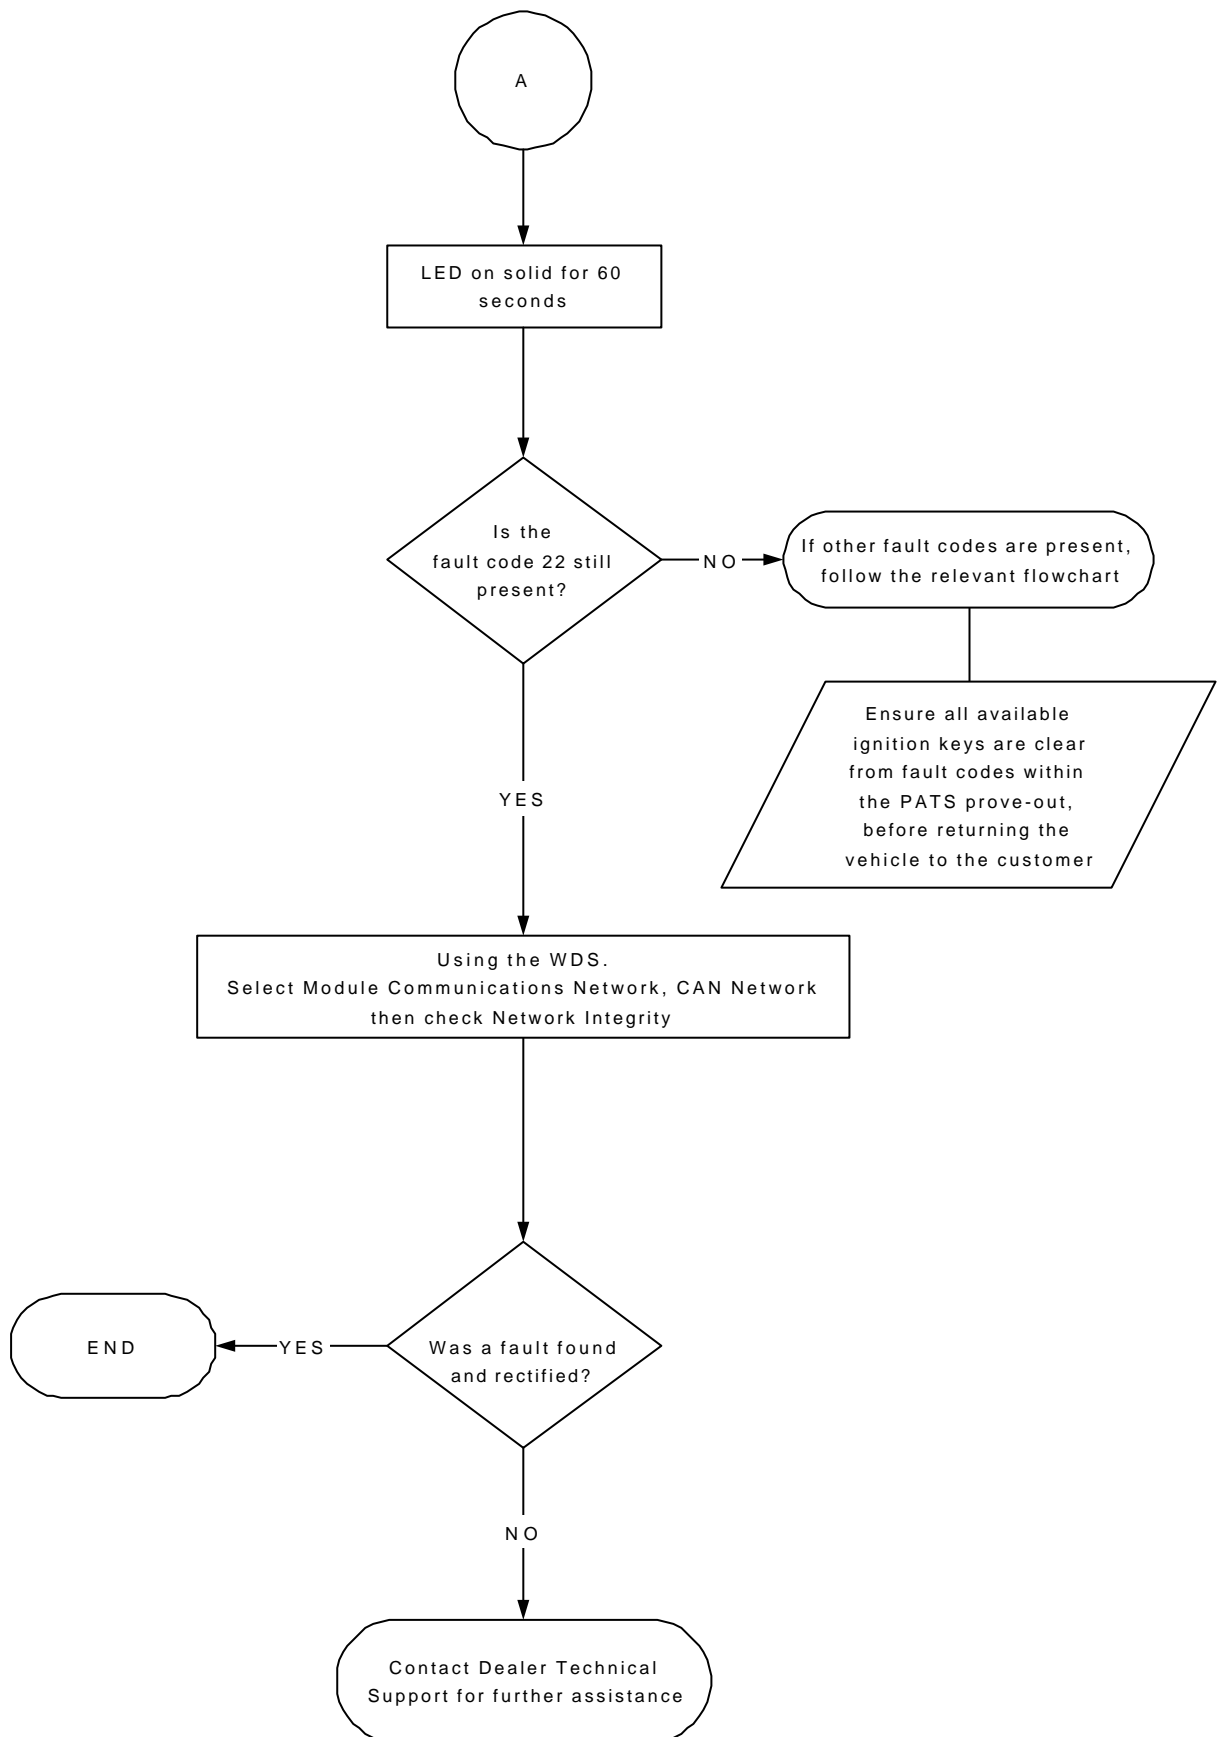 A
LED on solid for 60
seconds
Is the
fault code 22 still
present?
NO
If other fault codes are present,
follow the relevant flowchart
Ensure all available
ignition keys are clear
from fault codes within
the PATS prove-out,
before returning the
vehicle to the customer
YES
Using the WDS.
Select Module Communications Network, CAN Network
then check Network Integrity
Was a fault found
and rectified?
YES
END
NO
Contact Dealer Technical
Support for further assistance